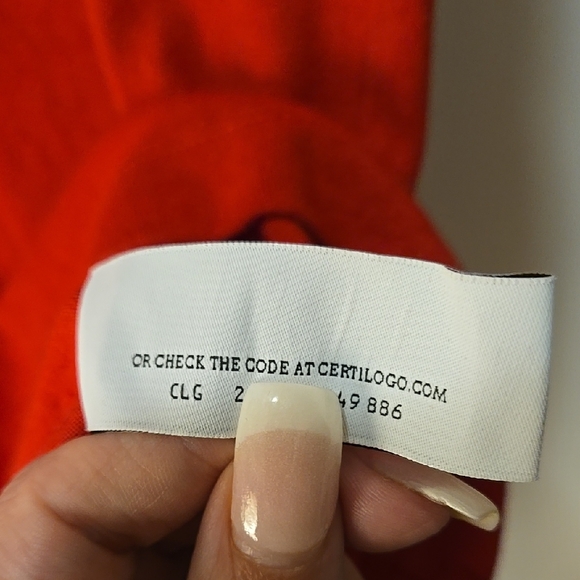 OR CHECK THE CODE AT CERTILOGO.COM
CLG 2 49 886